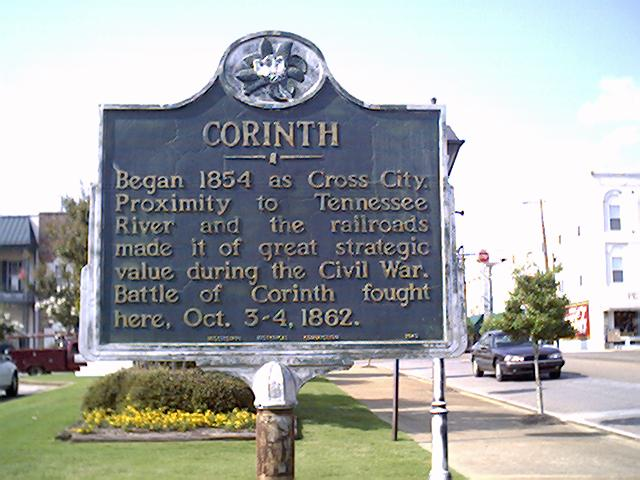 CORINTH
Began 1854 as Cross City.
Proximity to Tennessee
River and the railroads
made it of great strategic
value during the Civil War.
Battle of Corinth fought
here, Oct. 3-4, 1862.